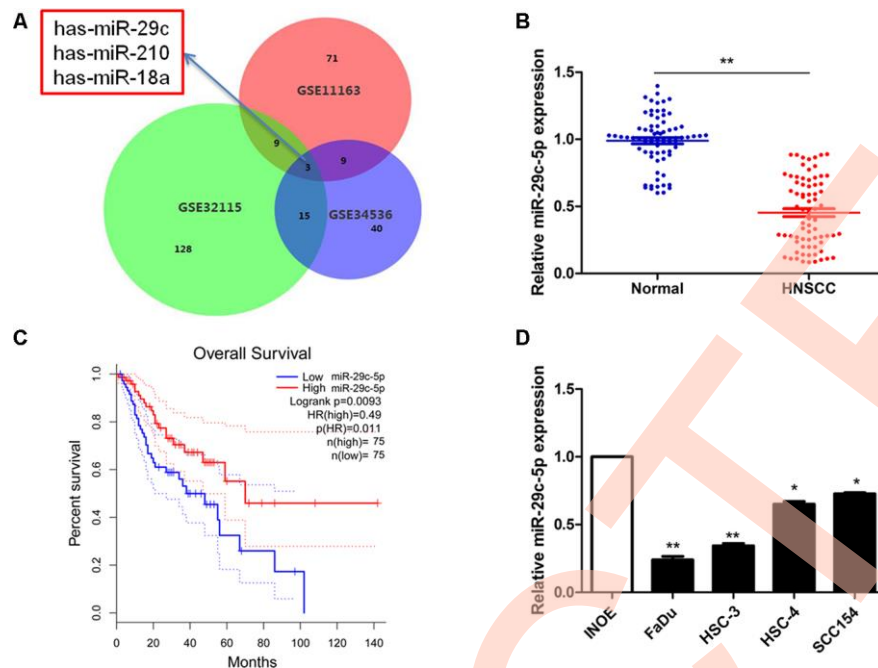 A
has-miR-29c
has-miR-210
has-miR-18a
71
GSE11163
9
3
9
GSE32115
15
GSE34536
40
128
B
Relative miR-29c-5p expression
**
1.5
1.0
0.5
0.0
Normal
HNSCC
C
Overall Survival
Low miR-29c-5p
High miR-29c-5p
Logrank p=0.0093
HR(high)=0.49
p(HR)=0.011
n(high)= 75
n(low)= 75
Percent survival
1.0
0.8
0.6
0.4
0.2
0.0
0 20 40 60 80 100 120 140
Months
D
Relative miR-29c-5p expression
1.5
1.0
0.5
0.0
** ** * *
INOE
FaDu
HSC-3
HSC-4
SCC154